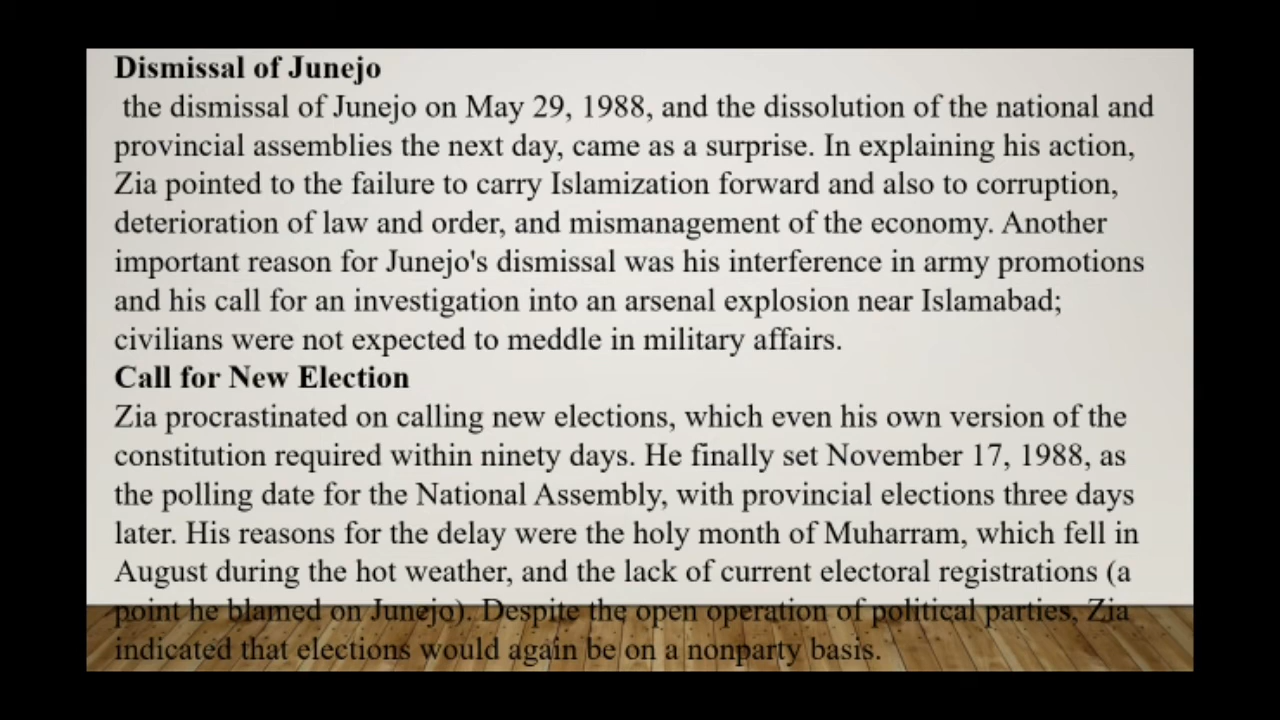 Dismissal of Junejo
the dismissal of Junejo on May 29, 1988, and the dissolution of the national and
provincial assemblies the next day, came as a surprise. In explaining his action,
Zia pointed to the failure to carry Islamization forward and also to corruption,
deterioration of law and order, and mismanagement of the economy. Another
important reason for Junejo's dismissal was his interference in army promotions
and his call for an investigation into an arsenal explosion near Islamabad;
civilians were not expected to meddle in military affairs.
Call for New Election
Zia procrastinated on calling new elections, which even his own version of the
constitution required within ninety days. He finally set November 17, 1988, as
the polling date for the National Assembly, with provincial elections three days
later. His reasons for the delay were the holy month of Muharram, which fell in
August during the hot weather, and the lack of current electoral registrations (a
point he blamed on Junejo). Despite the open operation of political parties, Zia
indicated that elections would again be on a nonparty basis.